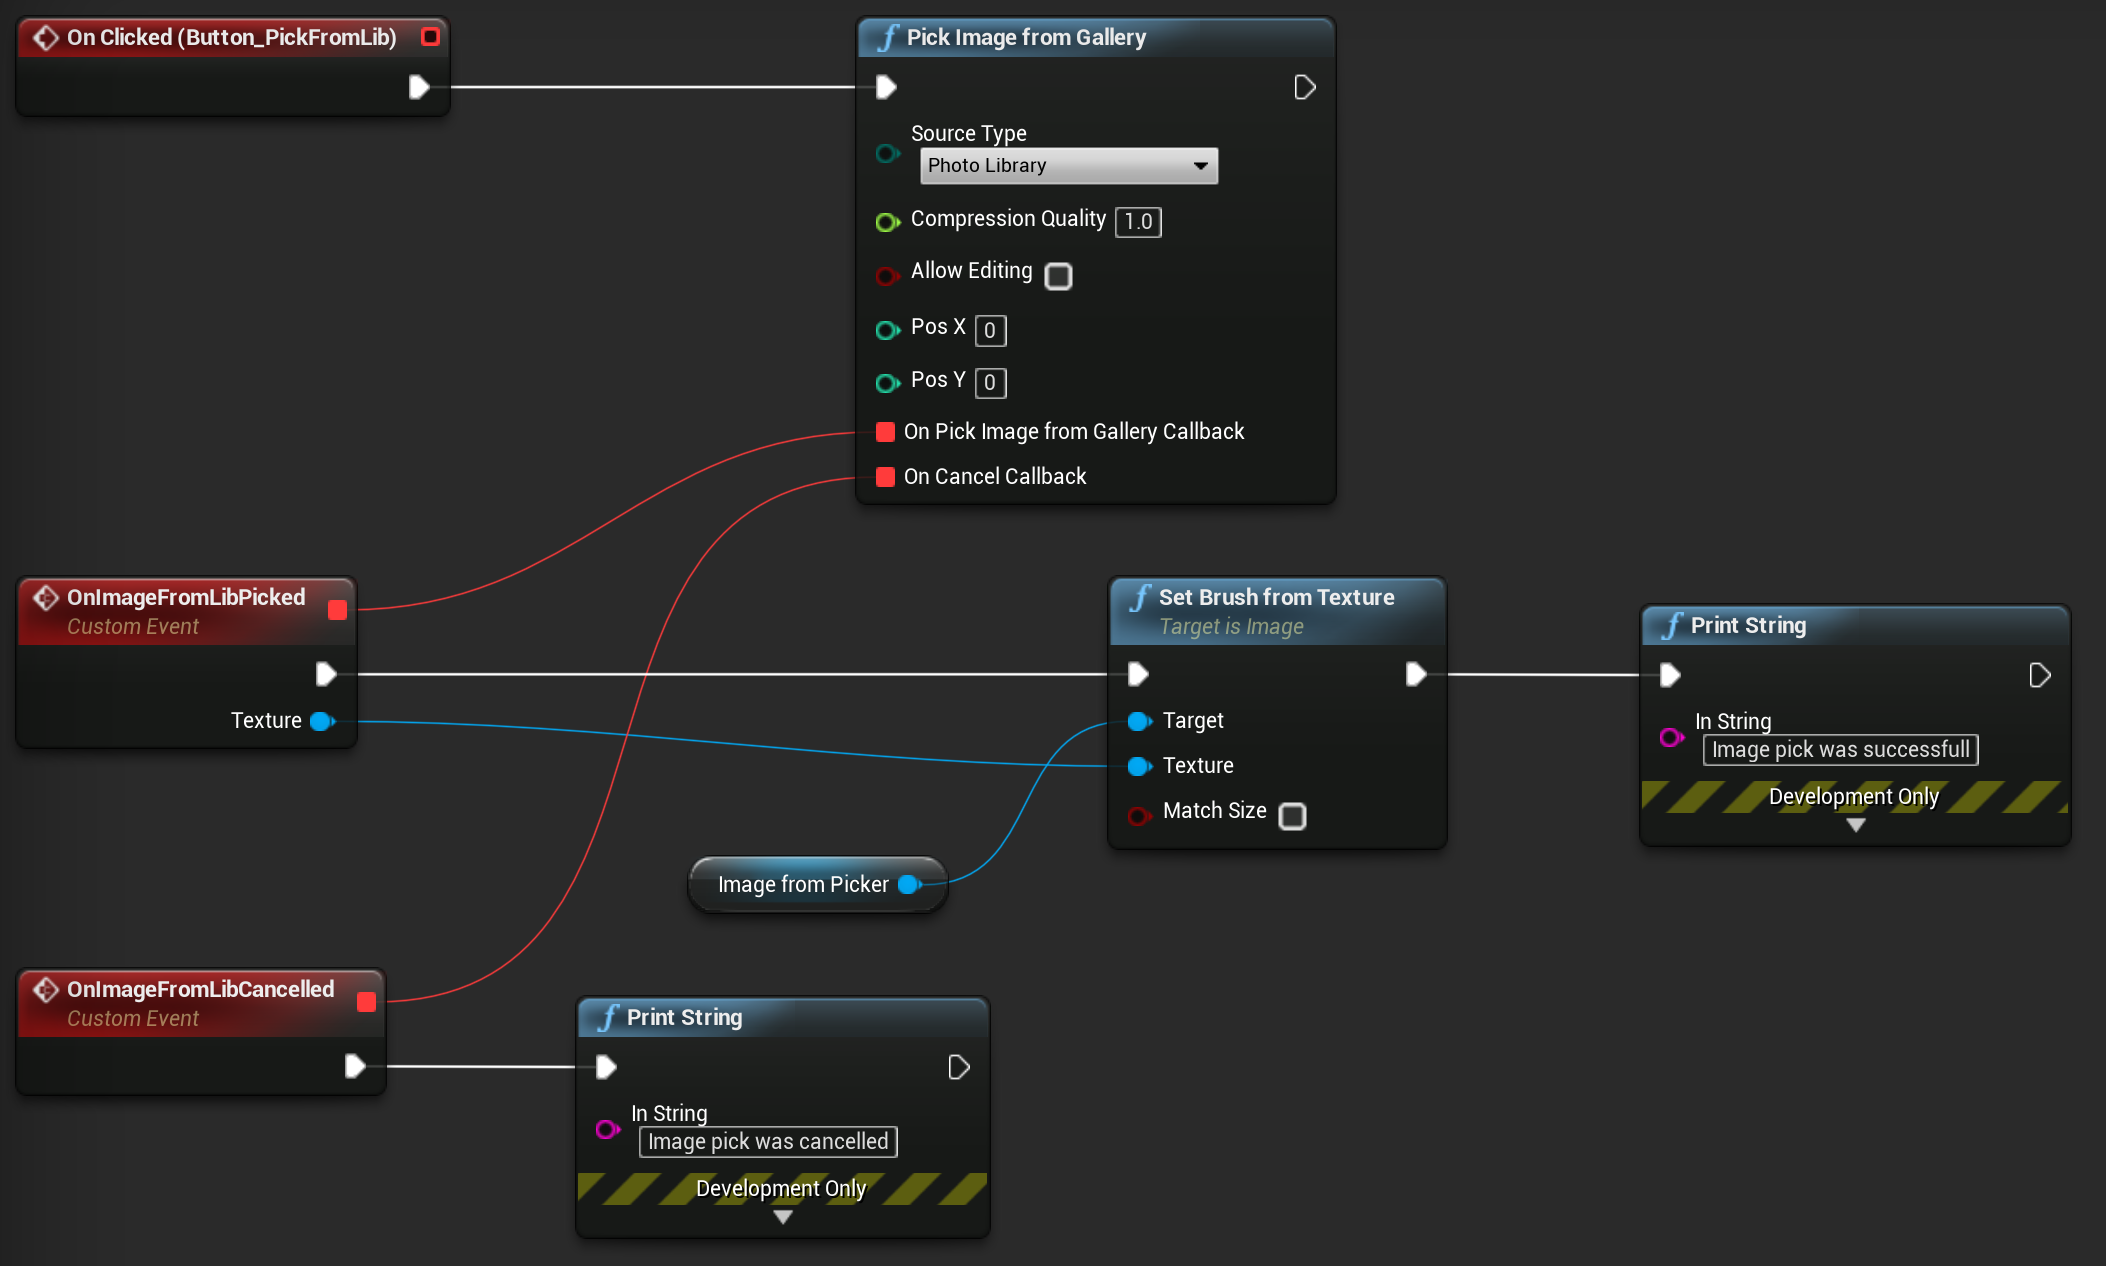 On Clicked (Button_PickFromLib)
Pick Image from Gallery
Source Type
Photo Library
Compression Quality 1.0
Allow Editing
Pos X 0
Pos Y 0
On Pick Image from Gallery Callback
On Cancel Callback
OnImageFromLibPicked
Custom Event
Texture
Set Brush from Texture
Target is Image
Target
Texture
Match Size
Print String
In String
Image pick was successfull
Development Only
Image from Picker
OnImageFromLibCancelled
Custom Event
Print String
In String
Image pick was cancelled
Development Only